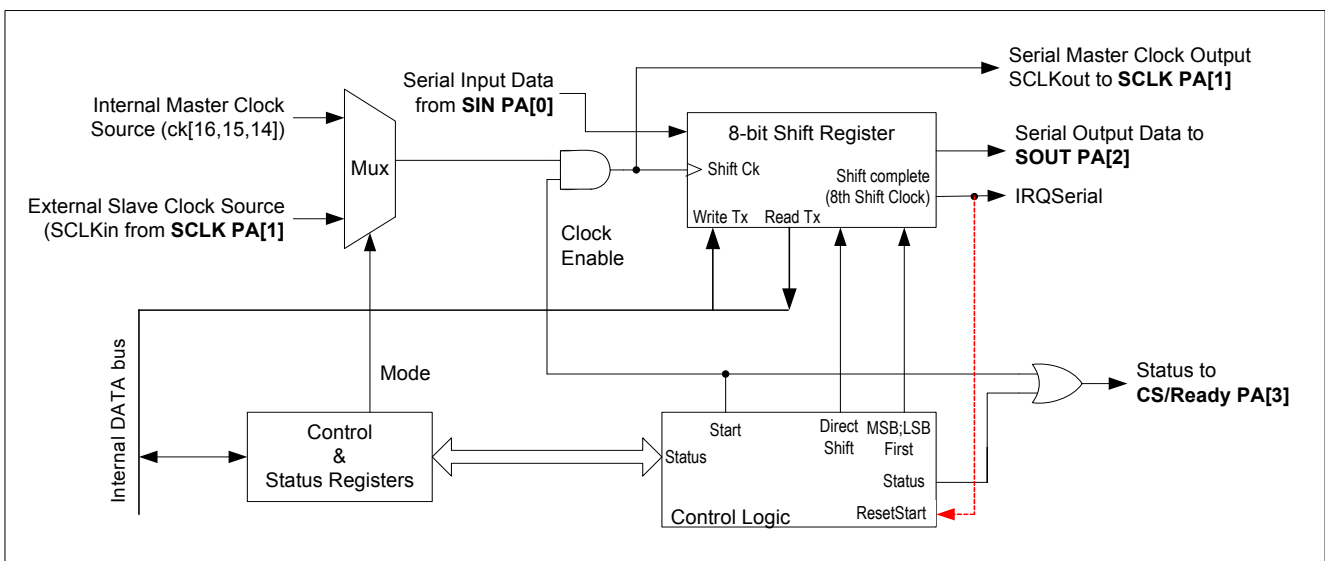 Serial Master Clock Output
SCLKout to SCLK PA[1]
Serial Input Data
from SIN PA[0]
Internal Master Clock
Source (ck[16,15,14])
8-bit Shift Register
Serial Output Data to
SOUT PA[2]
Mux
Shift Ck
Shift complete
(8th Shift Clock)
IRQSerial
External Slave Clock Source
(SCLKin from SCLK PA[1]
Write Tx
Read Tx
Clock
Enable
Internal DATA bus
Mode
Status to
CS/Ready PA[3]
Control
&
Status Registers
Start
Direct
Shift
MSB;LSB
First
Status
Status
ResetStart
Control Logic